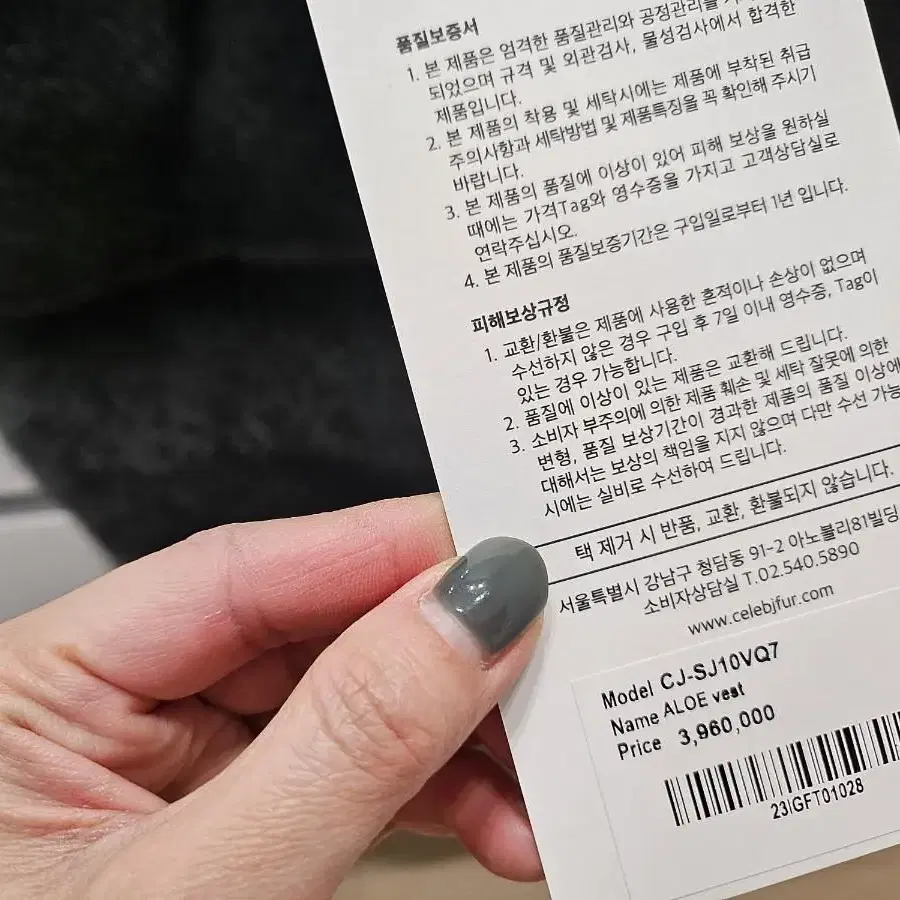 품질보증서
1. 본 제품은 엄격한 품질관리와 공정관리를
되었으며 규격 및 외관검사, 물성검사에서 합격한
제품입니다.
2. 본 제품의 착용 및 세탁시에는 제품에 부착된 취급
주의사항과 세탁방법 및 제품특징을 꼭 확인해 주시기
바랍니다.
3. 본 제품의 품질에 이상이 있어 피해 보상을 원하실
때에는 가격Tag와 영수증을 가지고 고객상담실로
연락주십시오.
4. 본 제품의 품질보증기간은 구입일로부터 1년 입니다.
피해보상규정
1. 교환/환불은 제품에 사용한 흔적이나 손상이 없으며
수선하지 않은 경우 구입 후 7일 이내 영수증, Tag이
있는 경우 가능합니다.
2. 품질에 이상이 있는 제품은 교환해 드립니다.
3. 소비자 부주의에 의한 제품 훼손 및 세탁 잘못에 의한
변형, 품질 보상기간이 경과한 제품의 품질 이상에
대해서는 보상의 책임을 지지 않으며 다만 수선 가능
시에는 실비로 수선하여 드립니다.
택 제거 시 반품, 교환, 환불되지 않습니다.
서울특별시 강남구 청담동 91-2 아노블리81빌딩
소비자상담실 T.02.540.5890
www.celebjfur.com
Model CJ-SJ10VQ7
Name ALOE vest
Price 3,960,000
23IGFT01028